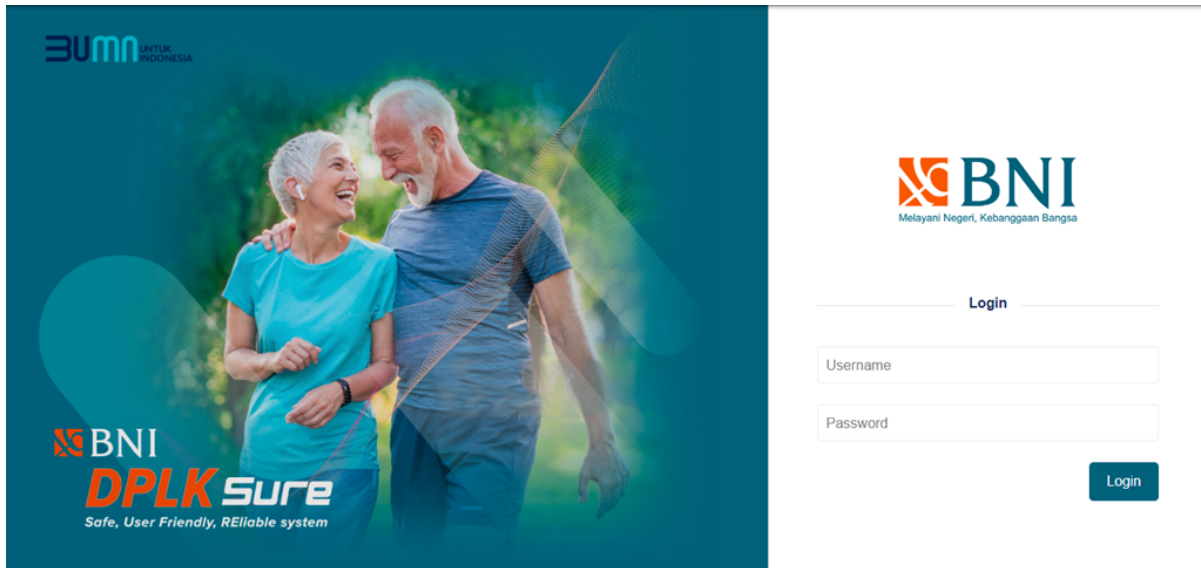 BUMN UNTUK
INDONESIA
BNI
DPLK Sure
Safe, User Friendly, REliable system
BNI
Melayani Negeri, Kebanggaan Bangsa
Login
Username
Password
Login